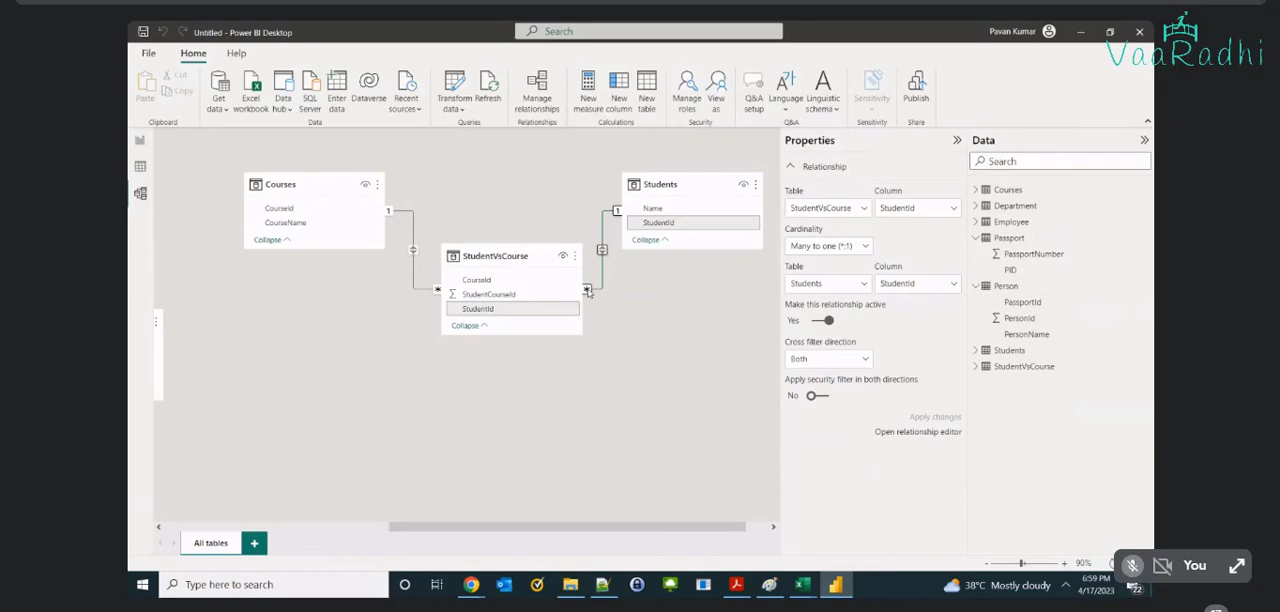 Untitled - Power BI Desktop
Search
Pavan Kumar
VaaRadhi
File Home Help
Paste
Cut
Copy
Get data
Excel workbook
Data hub
SQL Server
Enter data
Dataverse
Recent sources
Transform data
Refresh
Manage relationships
New measure
New column
New table
Manage roles
View as
Q&A setup
Language
Linguistic schema
Sensitivity
Publish
Clipboard
Data
Queries
Relationships
Calculations
Security
Q&A
Sensitivity
Share
Courses
CourseId
CourseName
Collapse
1
*
StudentVsCourse
CourseId
Σ StudentCourseId
StudentId
Collapse
*
1
Students
Name
StudentId
Collapse
Properties
Relationship
Table Column
StudentVsCourse StudentId
Cardinality
Many to one (*:1)
Table Column
Students StudentId
Make this relationship active
Yes
Cross filter direction
Both
Apply security filter in both directions
No
Apply changes
Open relationship editor
Data
Search
Courses
Department
Employee
Passport
Σ PassportNumber
PID
Person
PassportId
Σ PersonId
PersonName
Students
StudentVsCourse
All tables
+
- + 90%
You
Type here to search
38°C Mostly cloudy
6:59 PM
4/17/2023
22